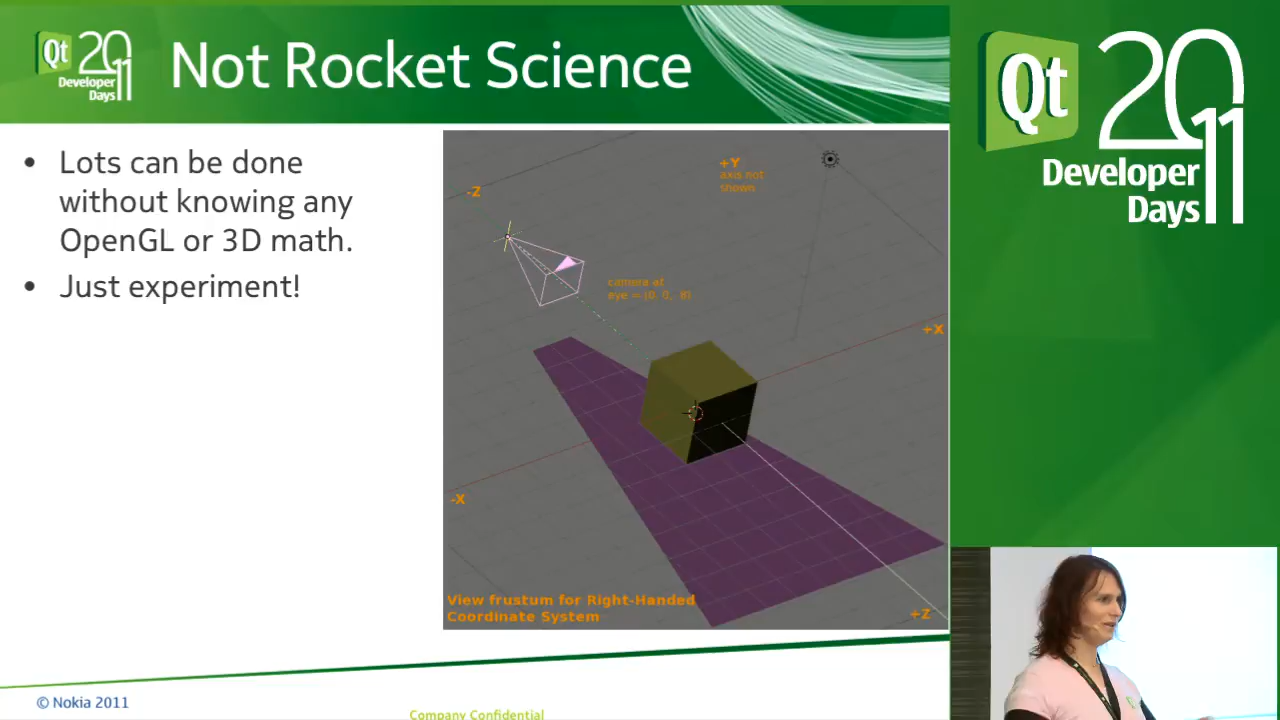 Qt 2011
Developer
Days
Not Rocket Science
• Lots can be done
without knowing any
OpenGL or 3D math.
• Just experiment!
+Y
axis not
shown
-Z
camera at
+X
-X
View frustum for Right-Handed
Coordinate System
+Z
© Nokia 2011
Company Confidential
Qt 2011
Developer
Days